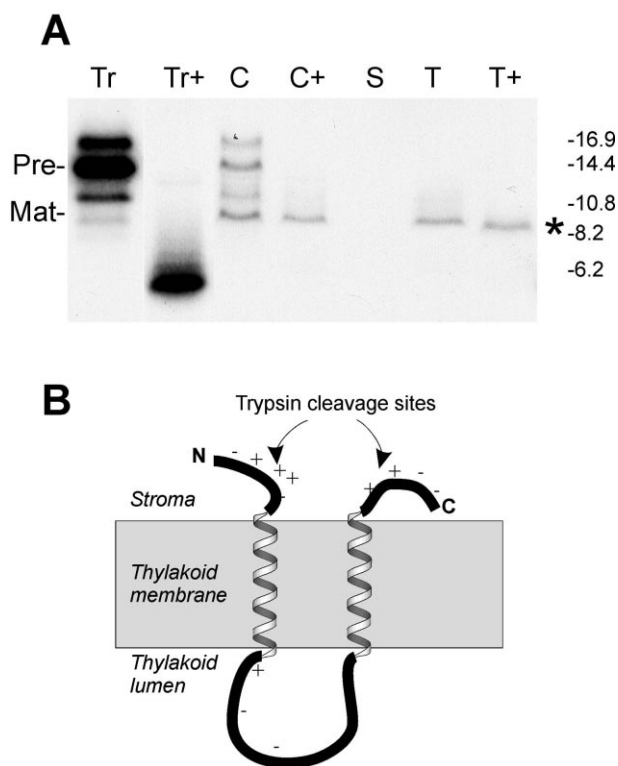 A
Tr Tr+ C C+ S T T+
-16.9
Pre- -14.4
-10.8
Mat-
* -8.2
-6.2
B
Trypsin cleavage sites
N - + + + -
+ + - -
C
Stroma
Thylakoid
membrane
Thylakoid
lumen
+
-
-